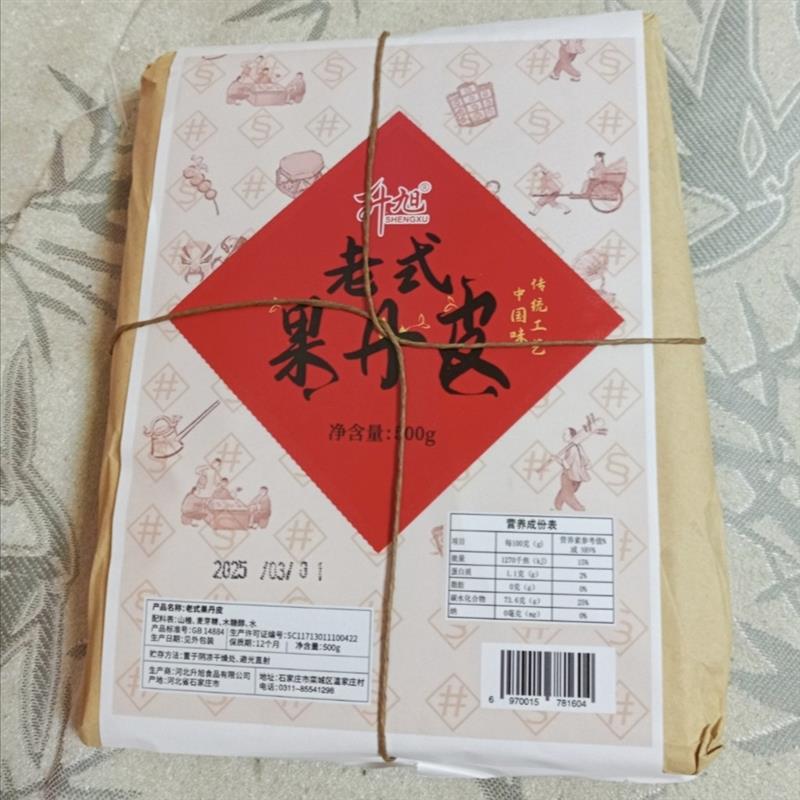 升旭®
SHENGXU
老式
果丹皮
传统工艺
中国味
净含量:500g
2025/03/01
产品名称:老式果丹皮
配料表:山楂、麦芽糖、木糖醇、水
产品标准号:GB 14884 生产许可证编号:SC11713011100422
生产日期:见外包装 保质期:12个月 净含量:500g
贮存方法:置于阴凉干燥处、避光直射
生产商:河北升旭食品有限公司
产地:河北省石家庄市
地址:石家庄市栾城区温家庄村
电话:0311-85541298
营养成份表
项目 每100克 (g) 营养素参考值%或 NRV%
能量 1270千焦 (kJ) 15%
蛋白质 1.1克 (g) 2%
脂肪 0克 (g) 0%
碳水化合物 73.6克 (g) 25%
钠 0毫克 (mg) 0%
6 970015 781604